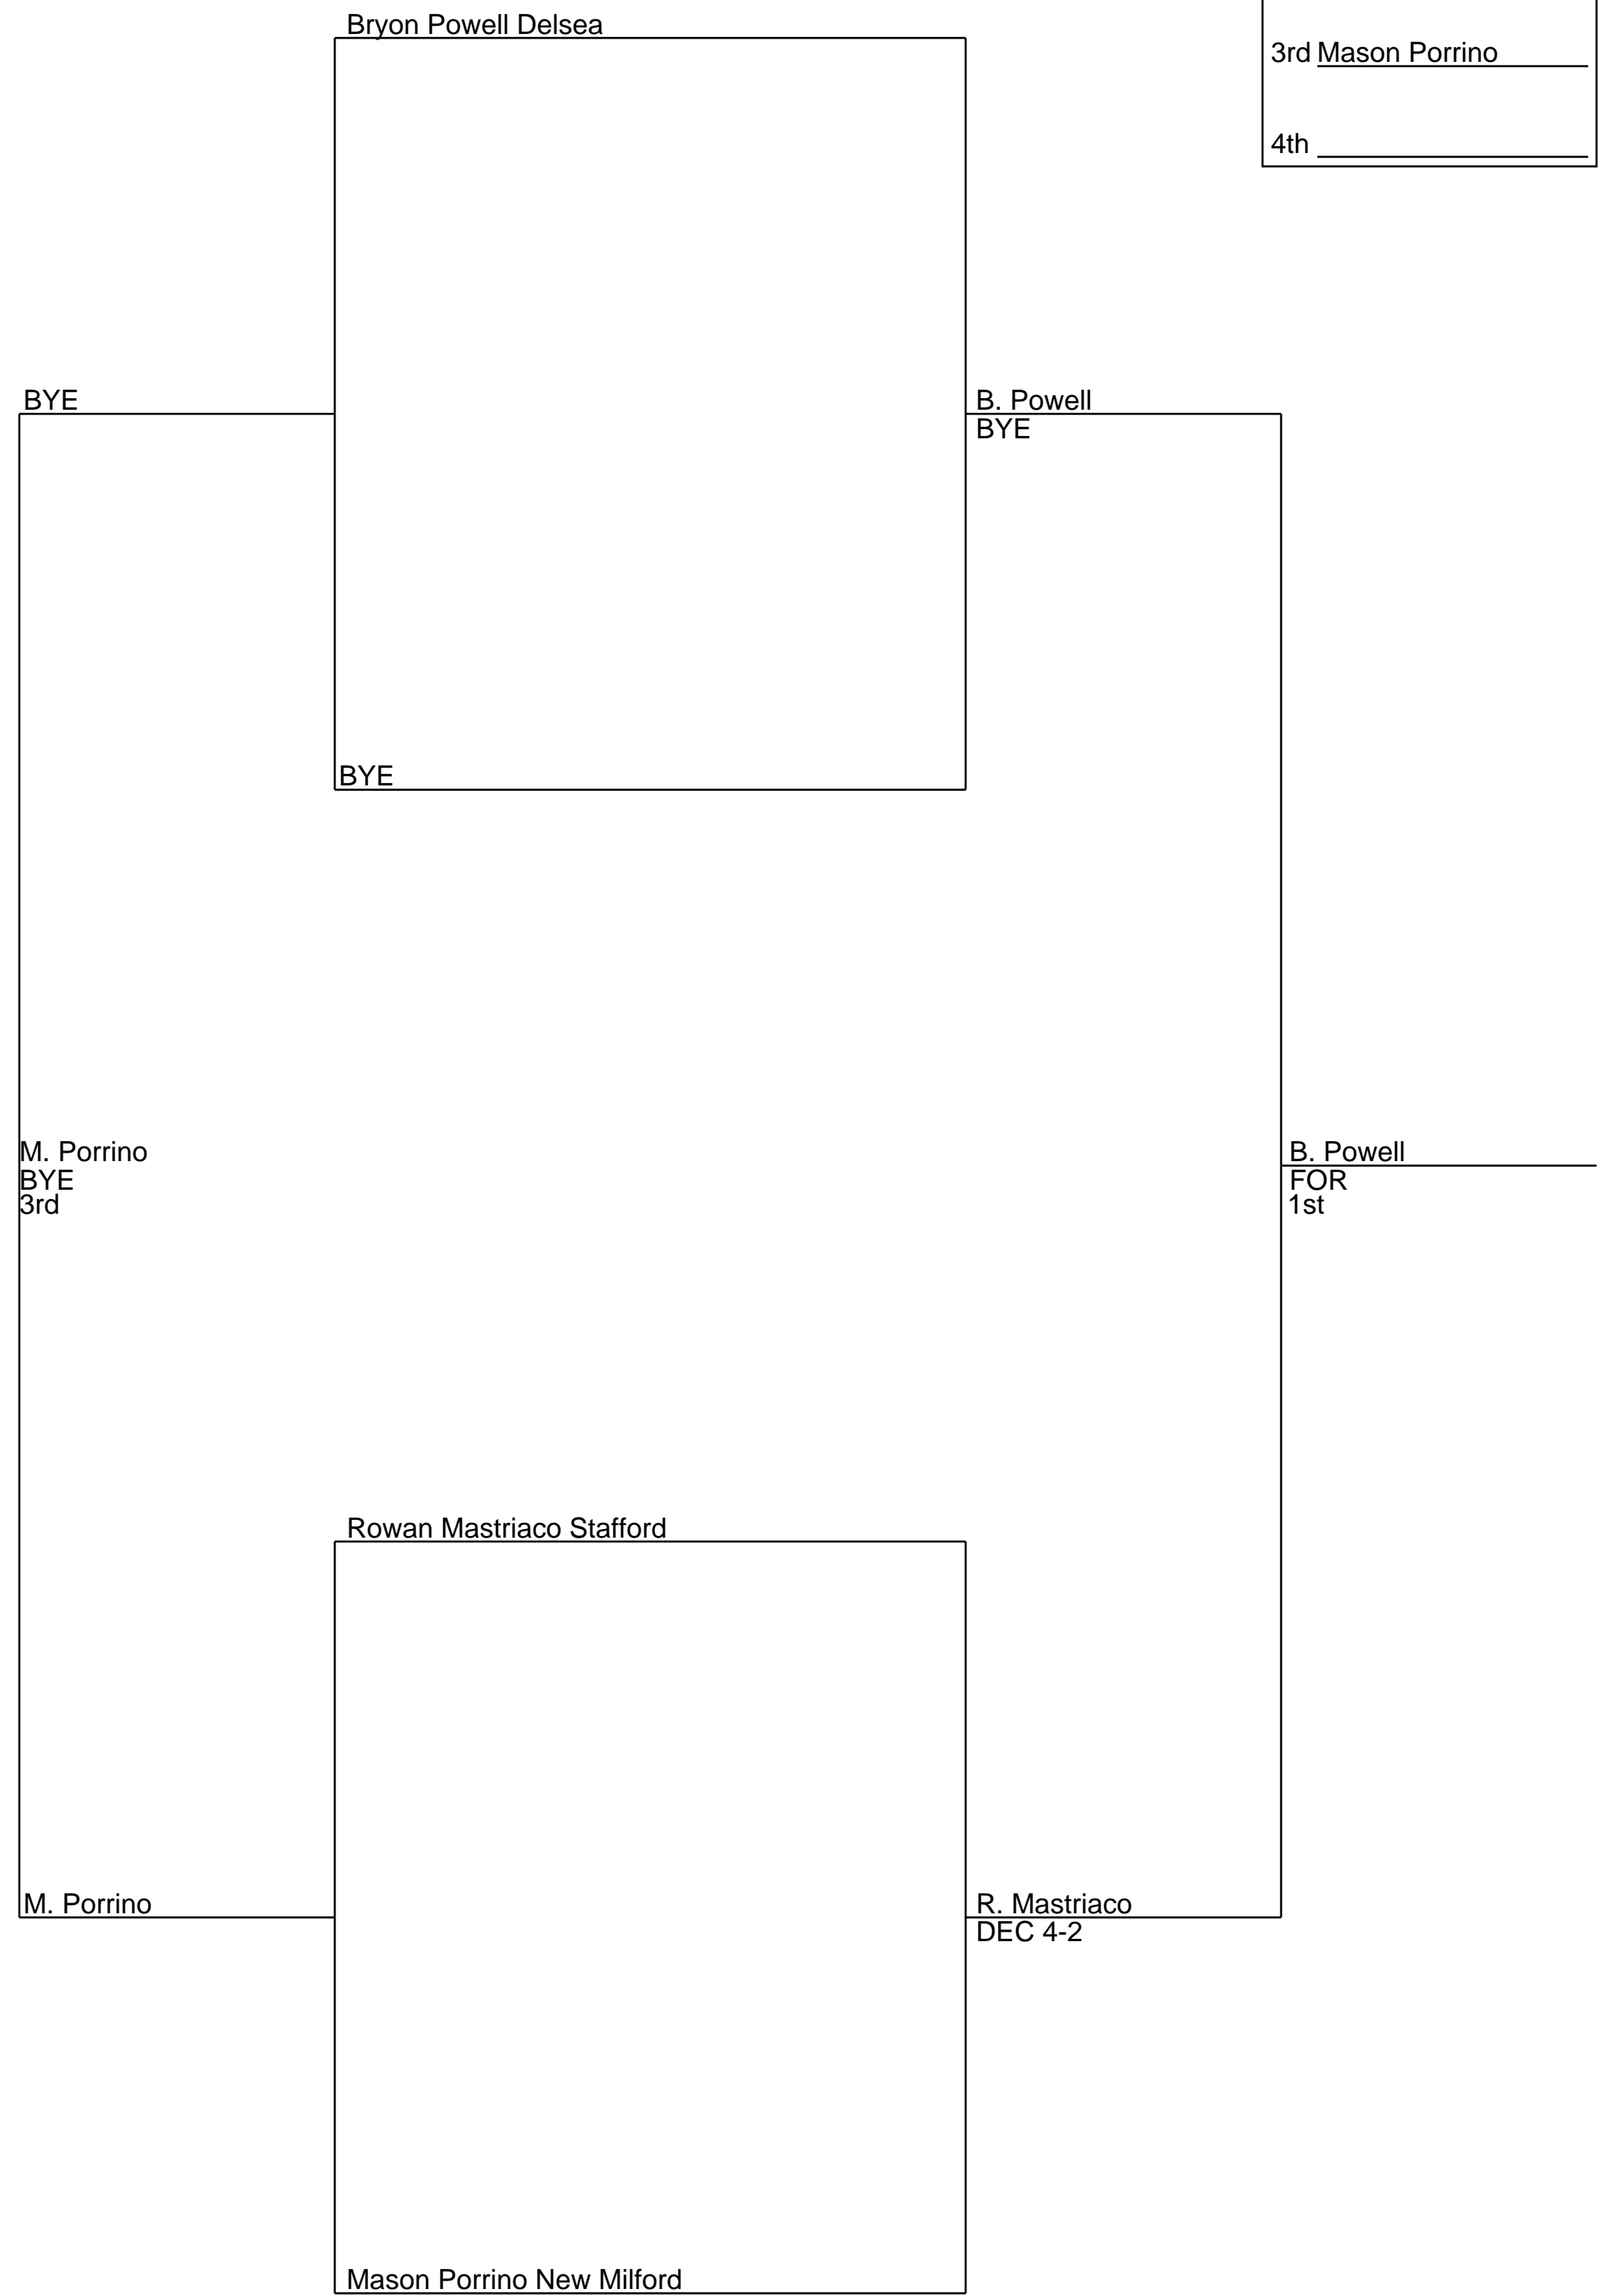 Bryon Powell Delsea
3rd Mason Porrino
4th
BYE
B. Powell
BYE
BYE
M. Porrino
BYE
3rd
B. Powell
FOR
1st
Rowan Mastriaco Stafford
M. Porrino
R. Mastriaco
DEC 4-2
Mason Porrino New Milford